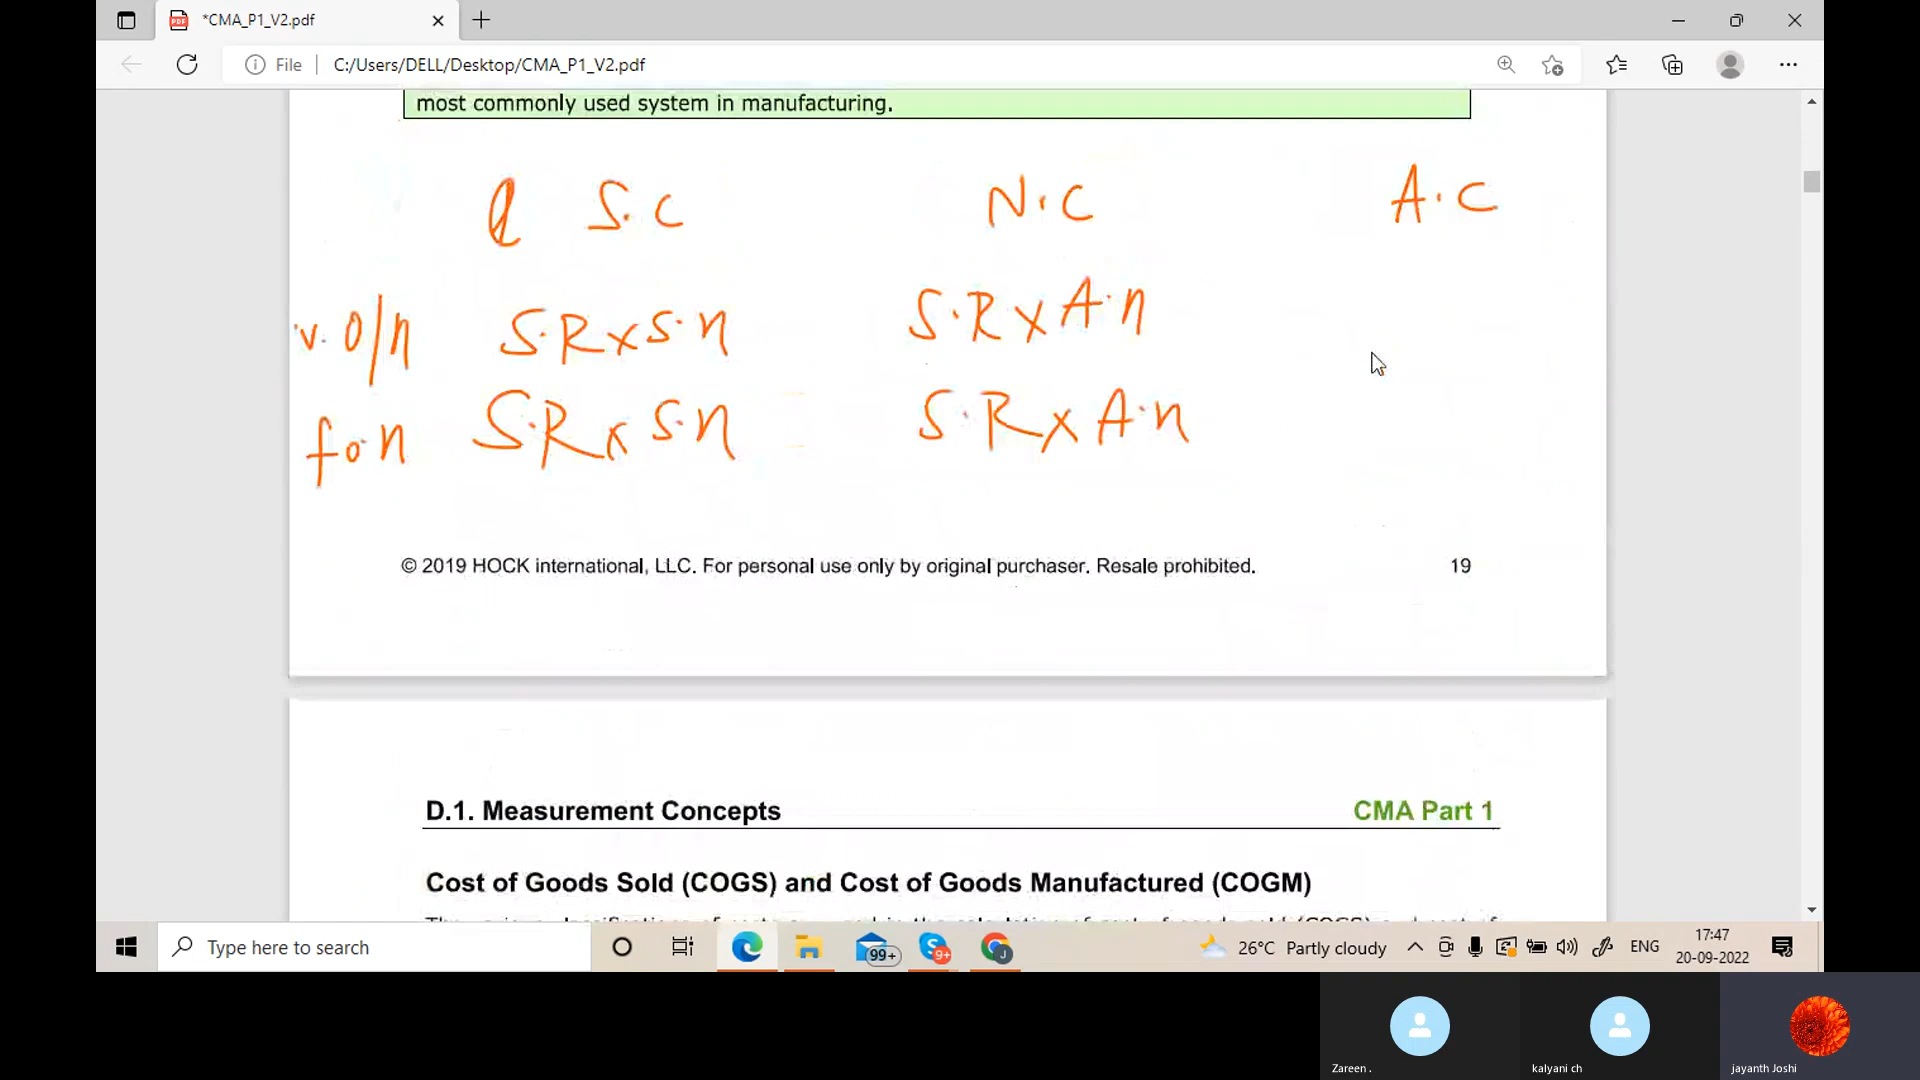 *CMA_P1_V2.pdf
File
C:/Users/DELL/Desktop/CMA_P1_V2.pdf
most commonly used system in manufacturing.
S.C N.C A.C
v. O/h S.R x S.h S.R x A.h
f o.h S.R x S.h S.R x A.h
© 2019 HOCK international, LLC. For personal use only by original purchaser. Resale prohibited. 19
D.1. Measurement Concepts CMA Part 1
Cost of Goods Sold (COGS) and Cost of Goods Manufactured (COGM)
Type here to search
99+
9+
J
26°C Partly cloudy
ENG
17:47
20-09-2022
Zareen .
kalyani ch
jayanth Joshi